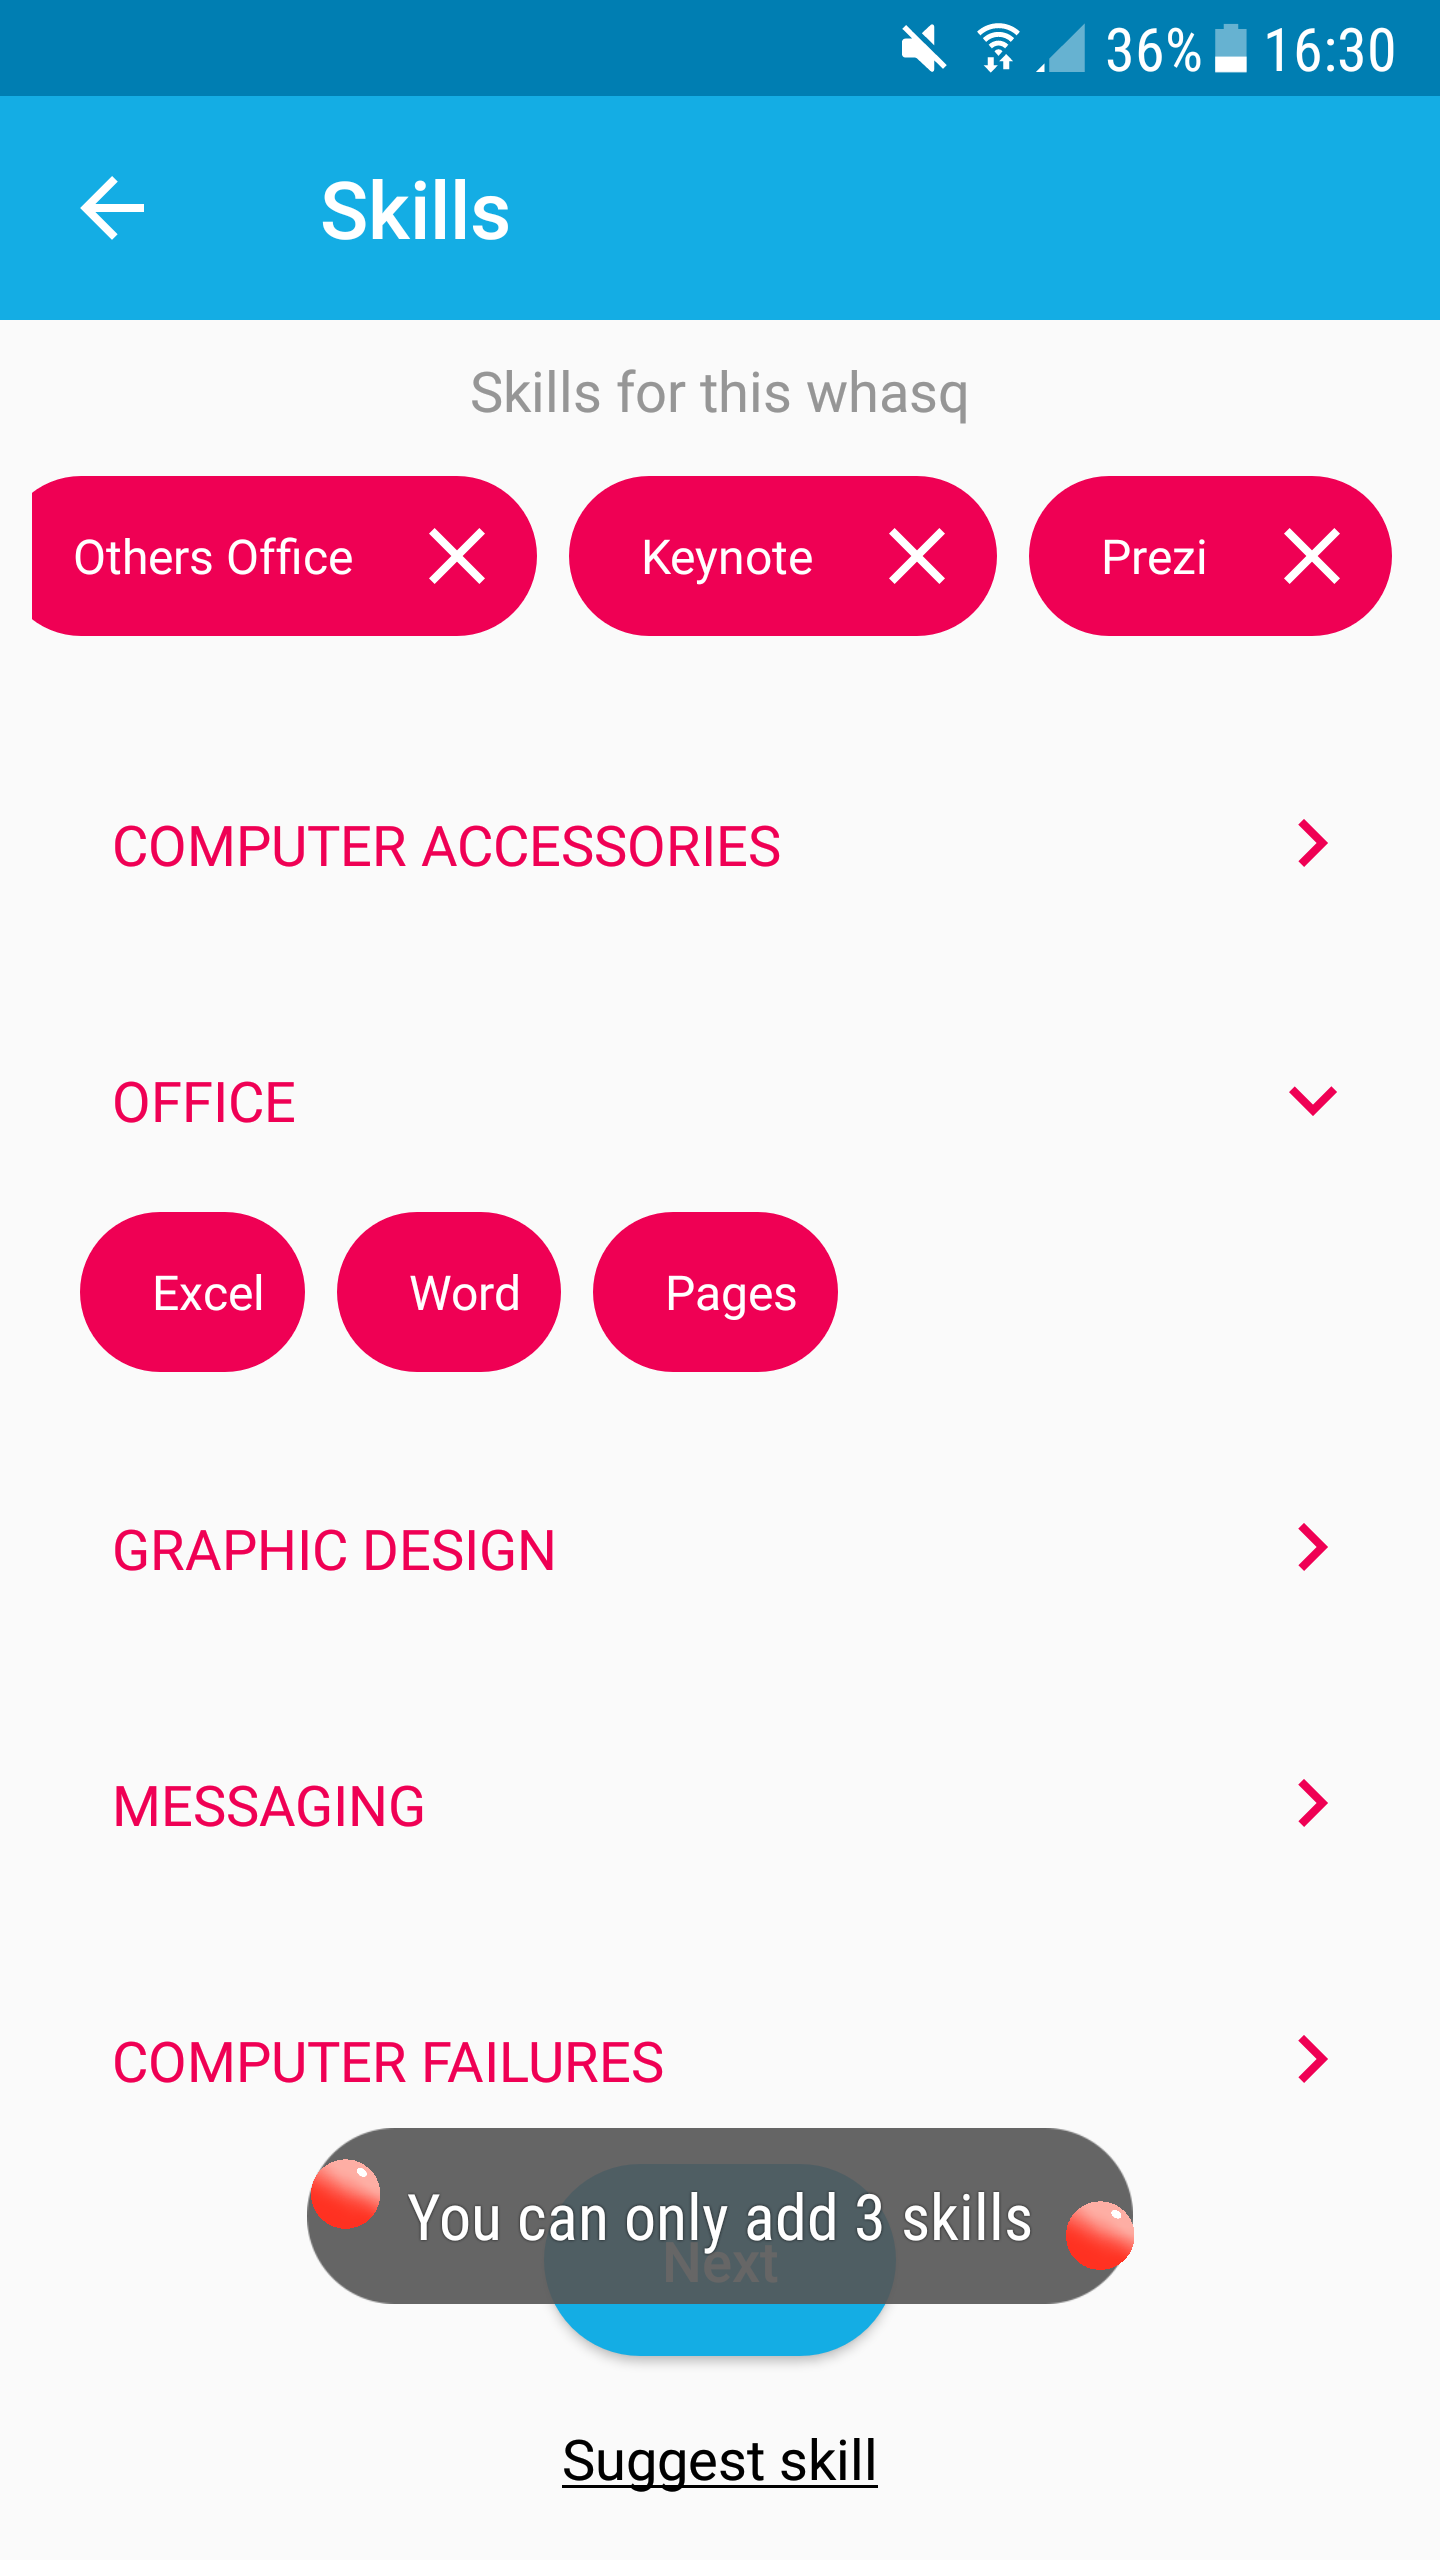 36% 16:30
Skills
Skills for this whasq
Others Office Keynote Prezi
COMPUTER ACCESSORIES
OFFICE
Excel Word Pages
GRAPHIC DESIGN
MESSAGING
COMPUTER FAILURES
You can only add 3 skills
Next
Suggest skill